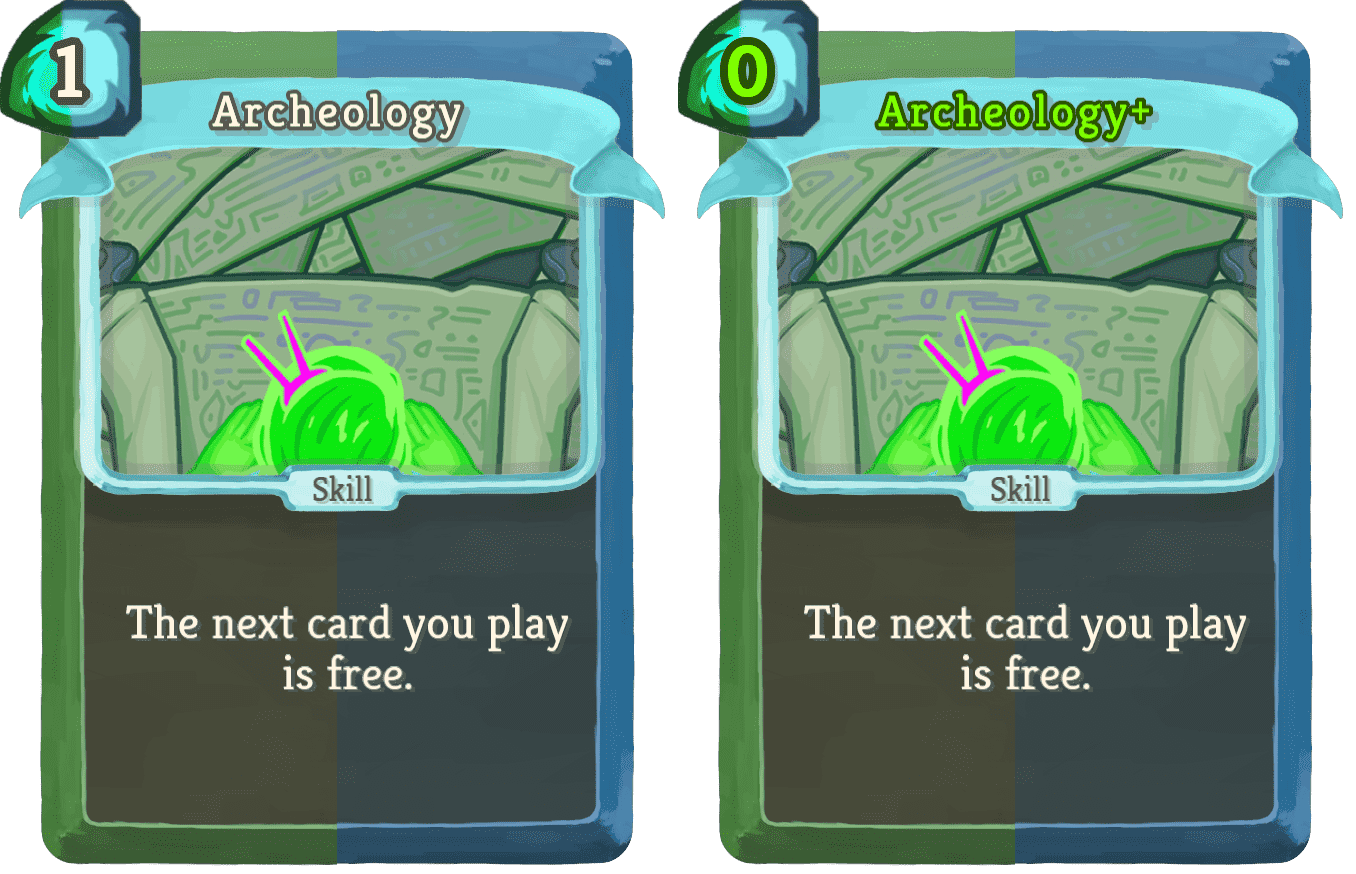 1
Archeology
Skill
The next card you play
is free.
0
Archeology+
Skill
The next card you play
is free.